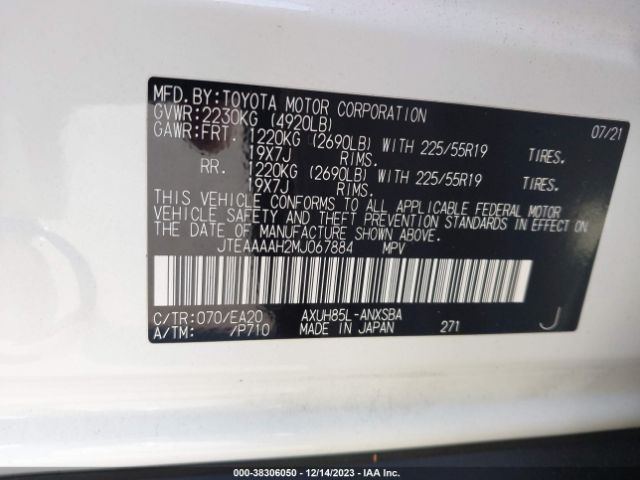 MFD.BY:TOYOTA MOTOR CORPORATION 07/21
GVWR:2230KG (4920LB)
GAWR:FRT. 1220KG (2690LB) WITH 225/55R19 TIRES.
19X7J RIMS.
RR. 1220KG (2690LB) WITH 225/55R19 TIRES.
19X7J RIMS.
THIS VEHICLE CONFORMS TO ALL APPLICABLE FEDERAL MOTOR
VEHICLE SAFETY AND THEFT PREVENTION STANDARDS IN EFFECT ON
THE DATE OF MANUFACTURE SHOWN ABOVE.
JTEAAAAH2MJ067884 MPV
C/TR:070/EA20 AXUH85L-ANXSBA
A/TM: /P710 MADE IN JAPAN 271 J
000-38306050 - 12/14/2023 - IAA Inc.